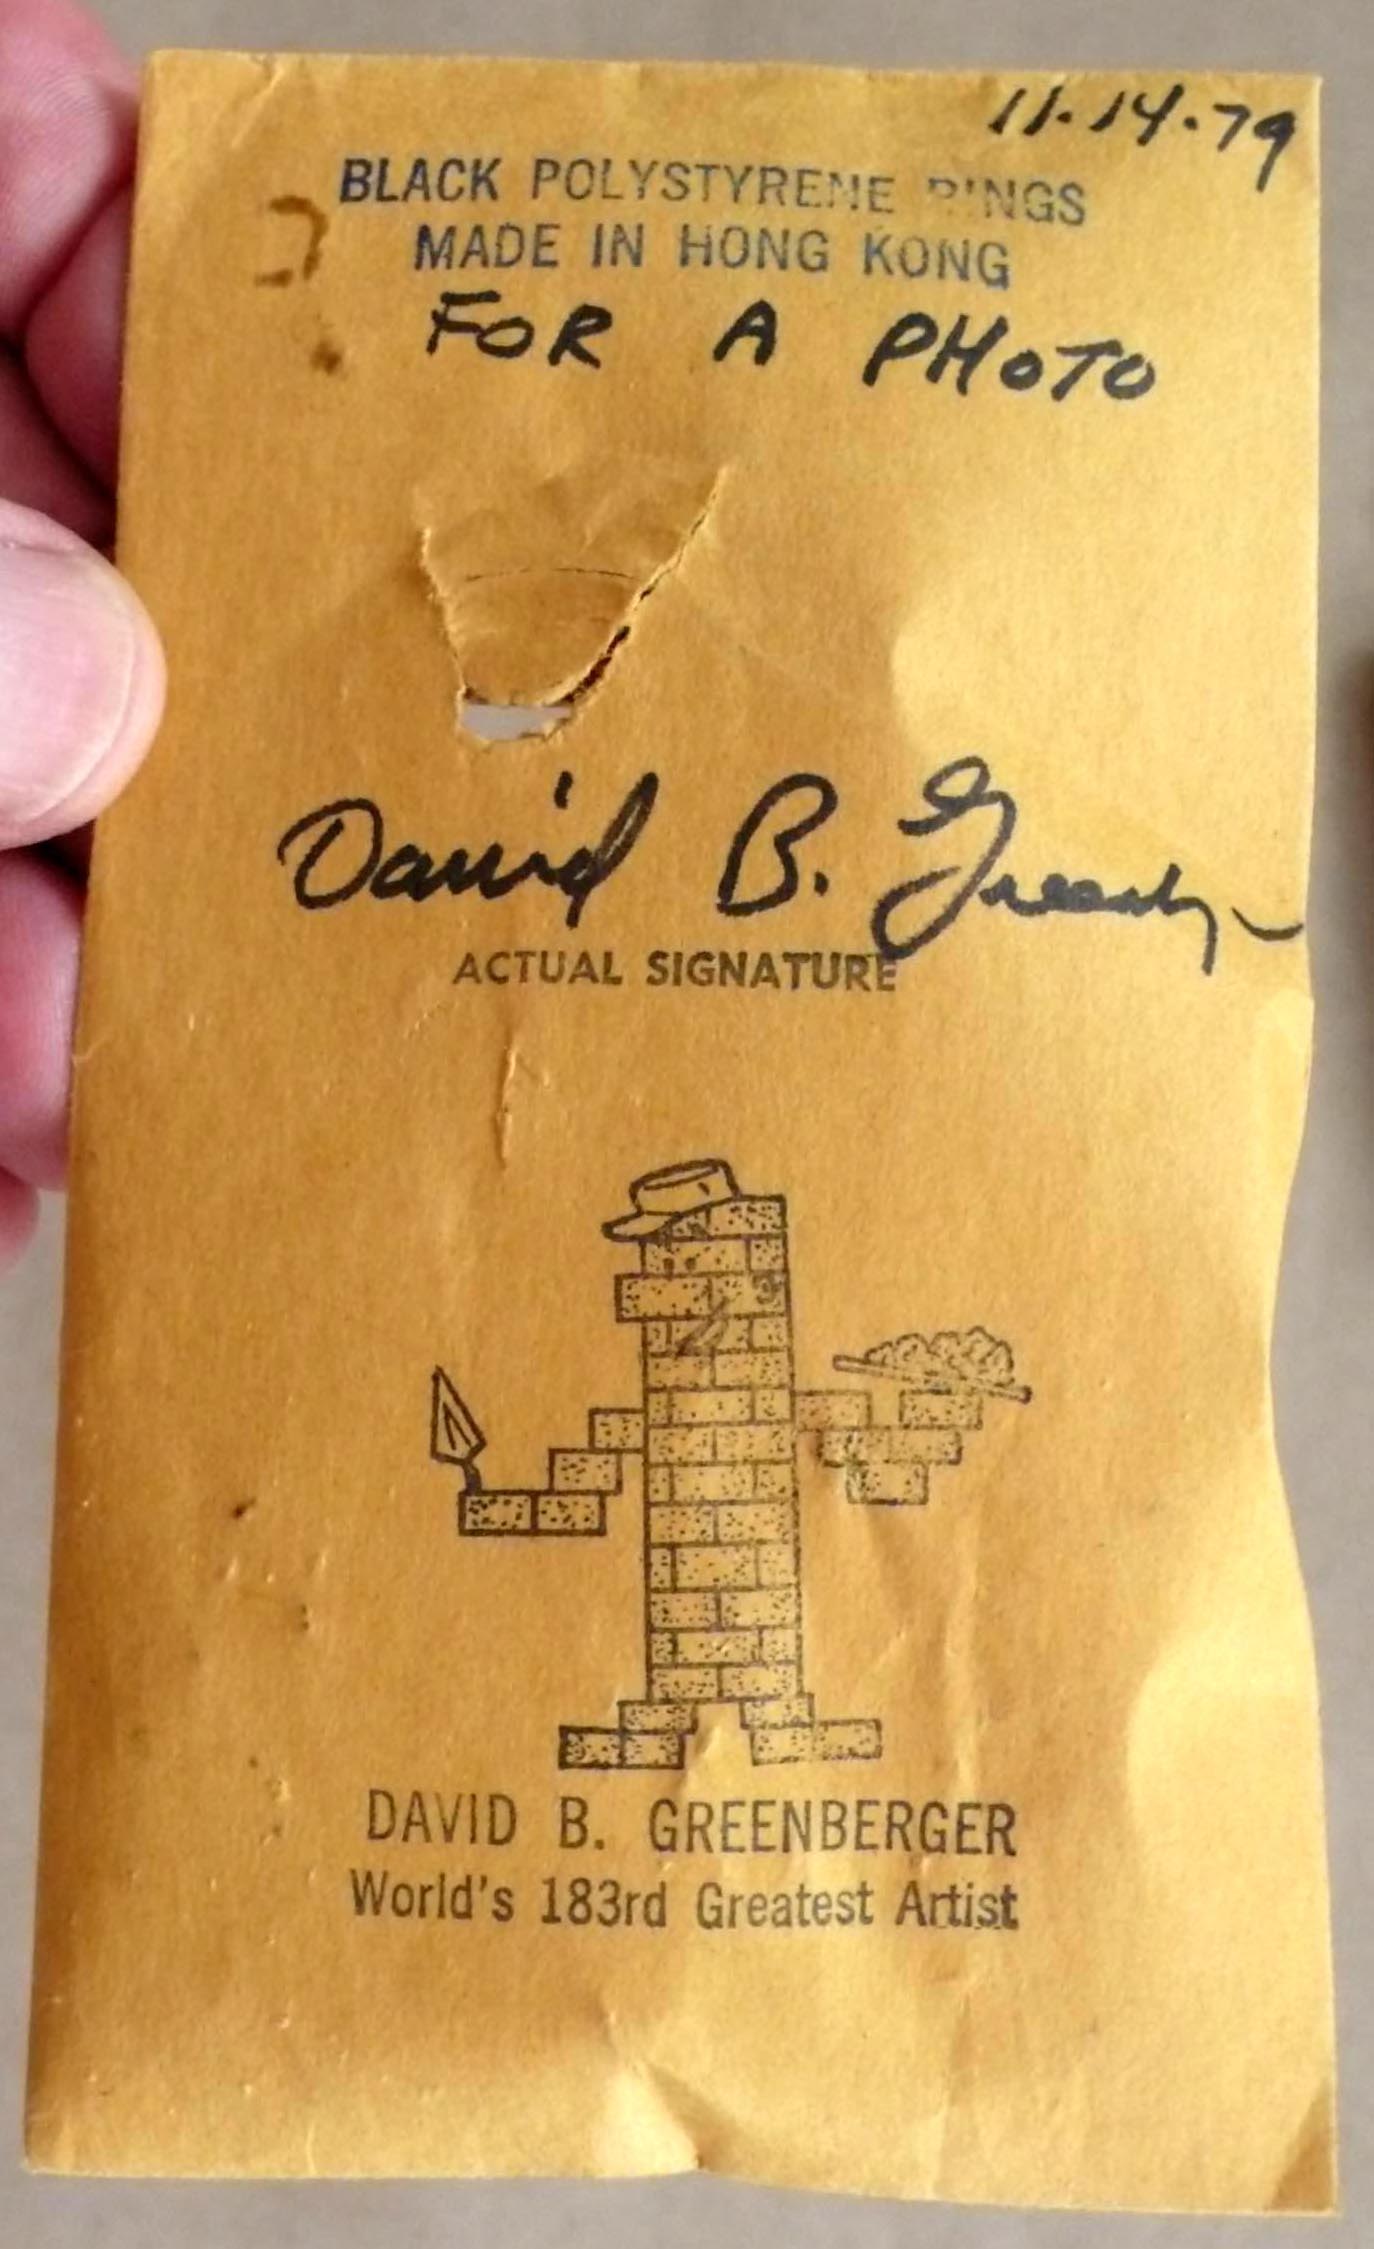 11.14.79
BLACK POLYSTYRENE RINGS
MADE IN HONG KONG
FOR A PHOTO
David B. Greenberger
ACTUAL SIGNATURE
DAVID B. GREENBERGER
World's 183rd Greatest Artist